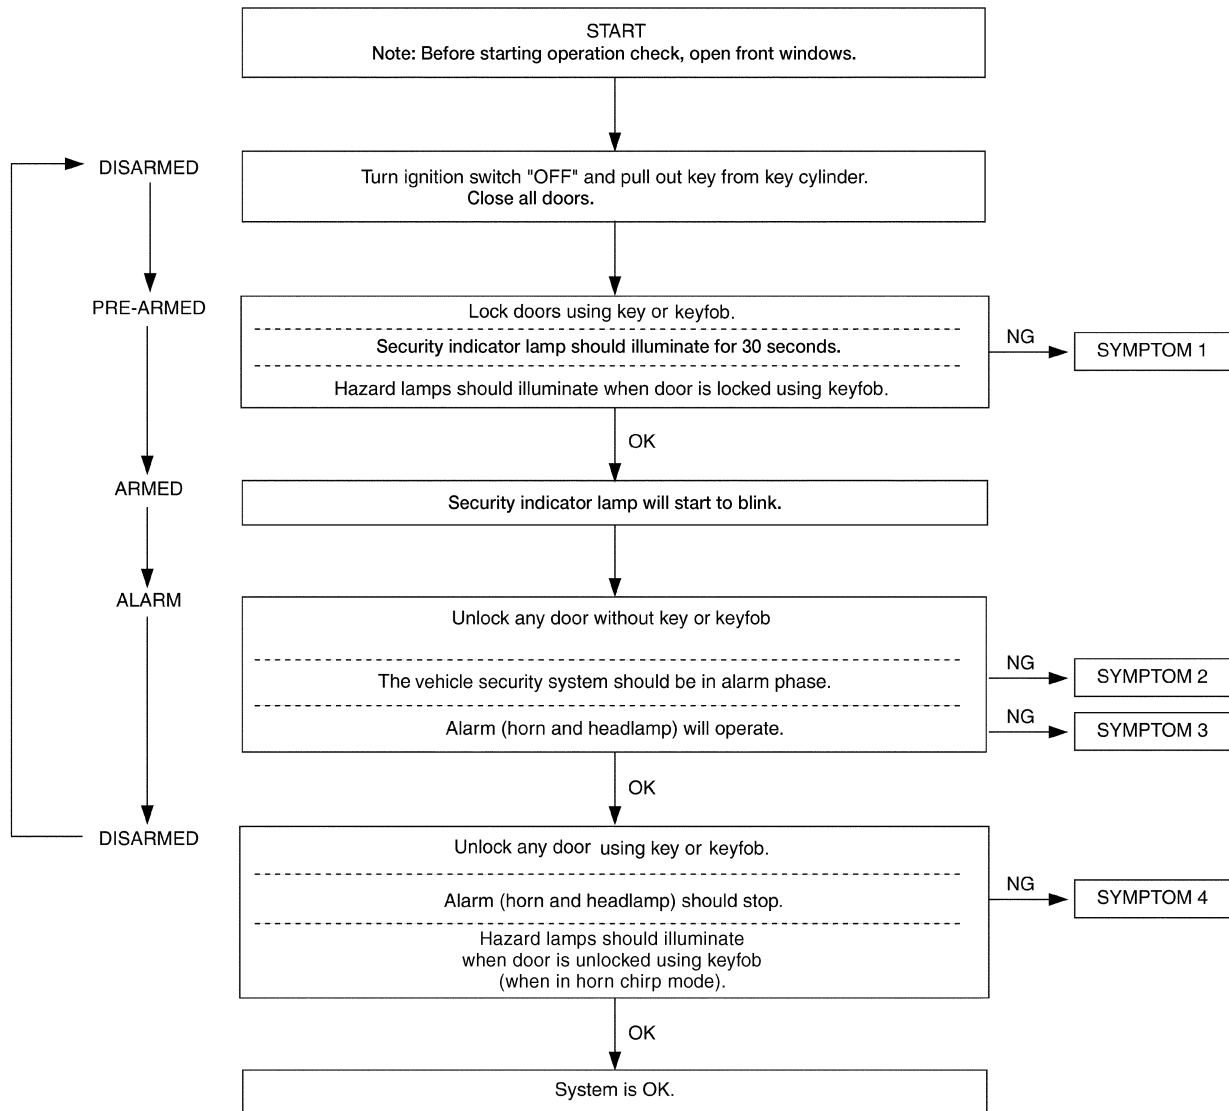 START
Note: Before starting operation check, open front windows.
DISARMED
Turn ignition switch "OFF" and pull out key from key cylinder.
Close all doors.
PRE-ARMED
Lock doors using key or keyfob.
Security indicator lamp should illuminate for 30 seconds.
Hazard lamps should illuminate when door is locked using keyfob.
NG
SYMPTOM 1
OK
ARMED
Security indicator lamp will start to blink.
ALARM
Unlock any door without key or keyfob
The vehicle security system should be in alarm phase.
NG
SYMPTOM 2
Alarm (horn and headlamp) will operate.
NG
SYMPTOM 3
OK
DISARMED
Unlock any door using key or keyfob.
Alarm (horn and headlamp) should stop.
NG
SYMPTOM 4
Hazard lamps should illuminate
when door is unlocked using keyfob
(when in horn chirp mode).
OK
System is OK.